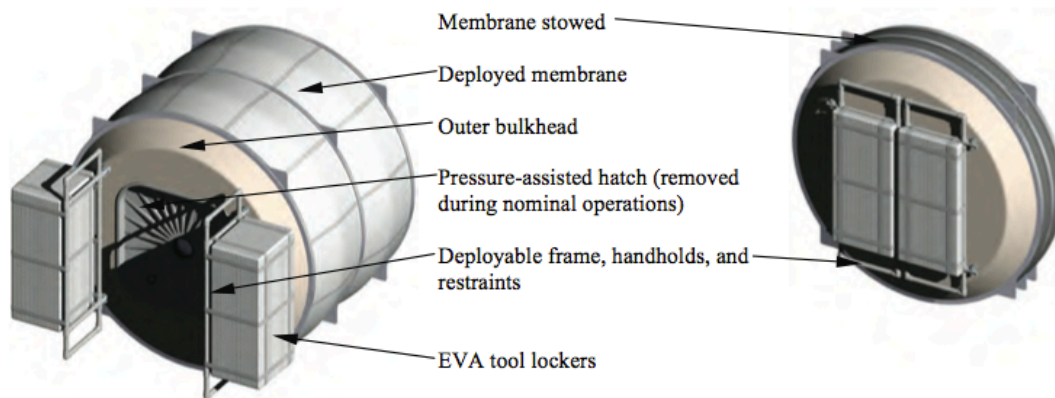 Membrane stowed
Deployed membrane
Outer bulkhead
Pressure-assisted hatch (removed
during nominal operations)
Deployable frame, handholds, and
restraints
EVA tool lockers